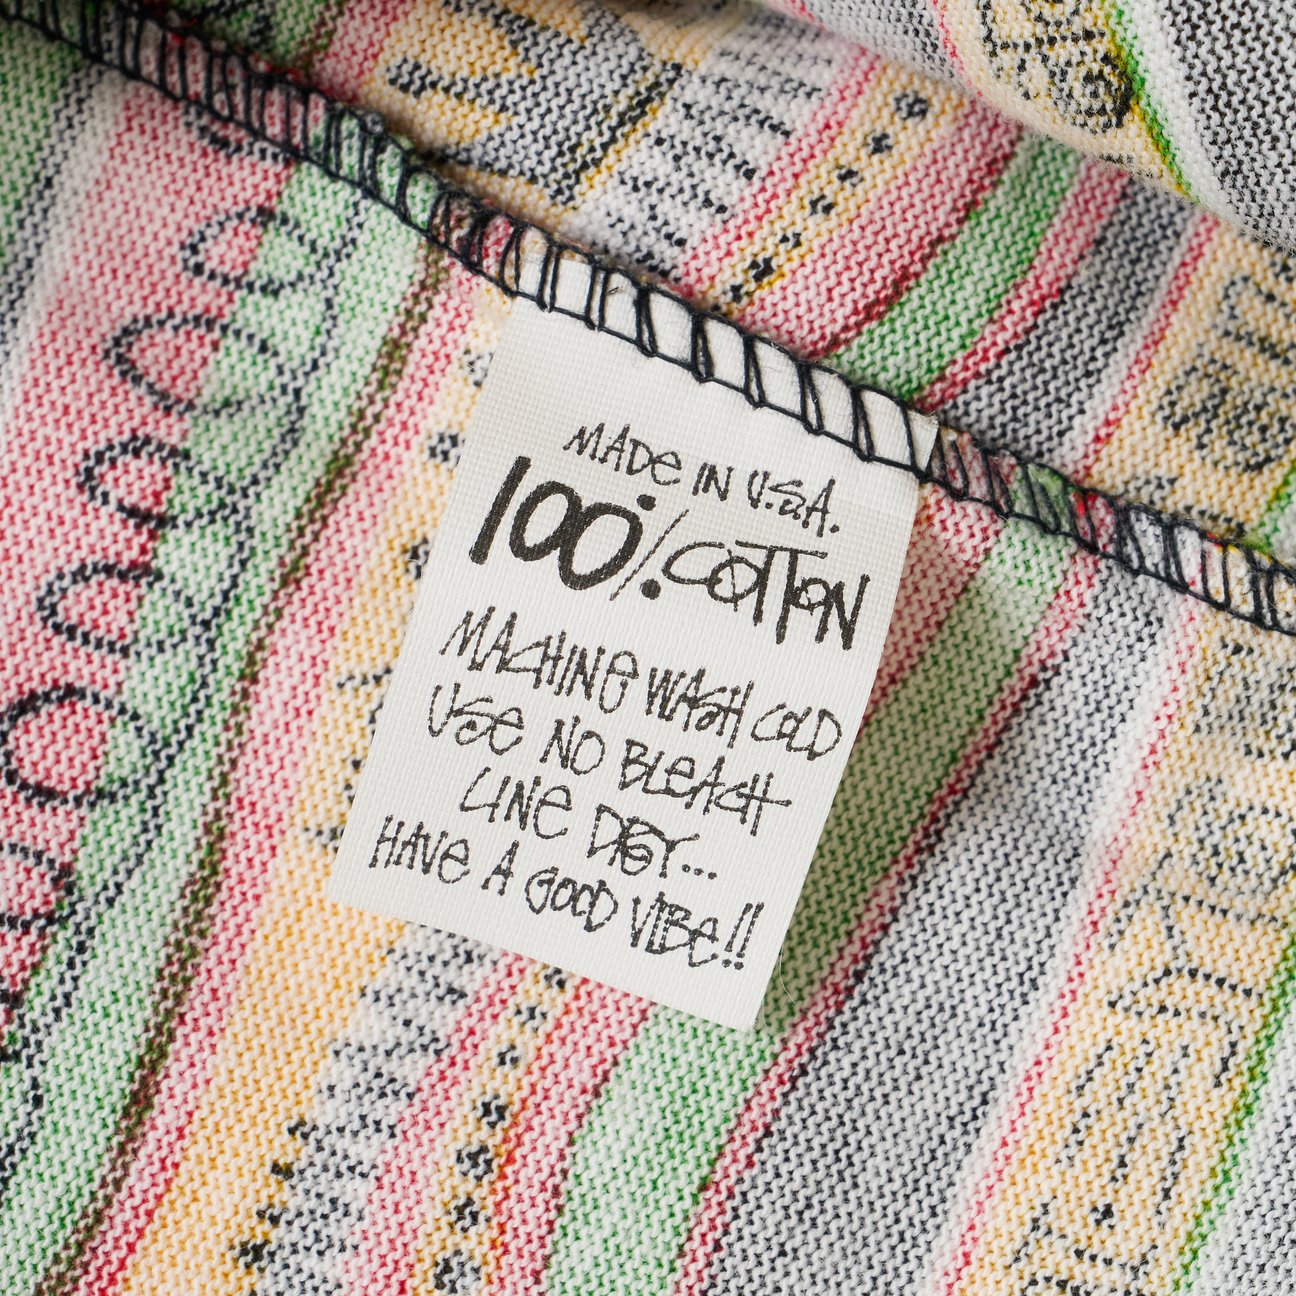 MADE IN U.S.A.
100% COTTON
MACHINE WASH COLD
USE NO BLEACH
LINE DRY...
HAVE A GOOD VIBE!!